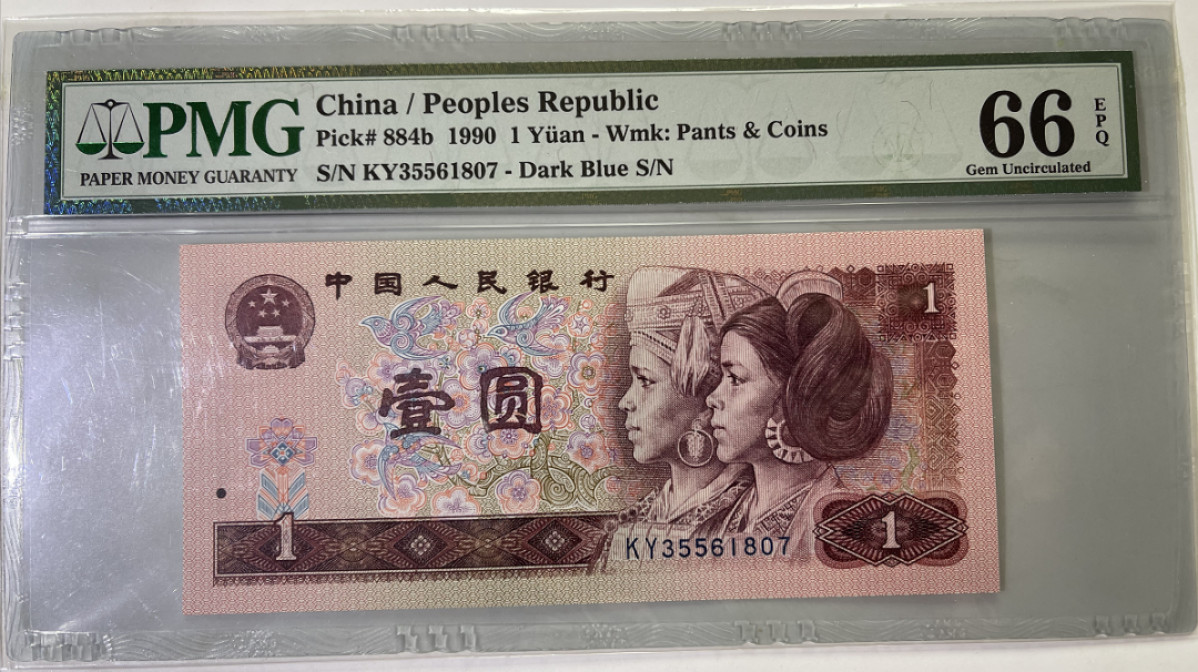 PMG
PAPER MONEY GUARANTY
China / Peoples Republic
Pick# 884b 1990 1 Yüan - Wmk: Pants & Coins
S/N KY35561807 - Dark Blue S/N
66
EPQ
Gem Uncirculated
中国人民银行
1
壹圆
1
KY35561807
1